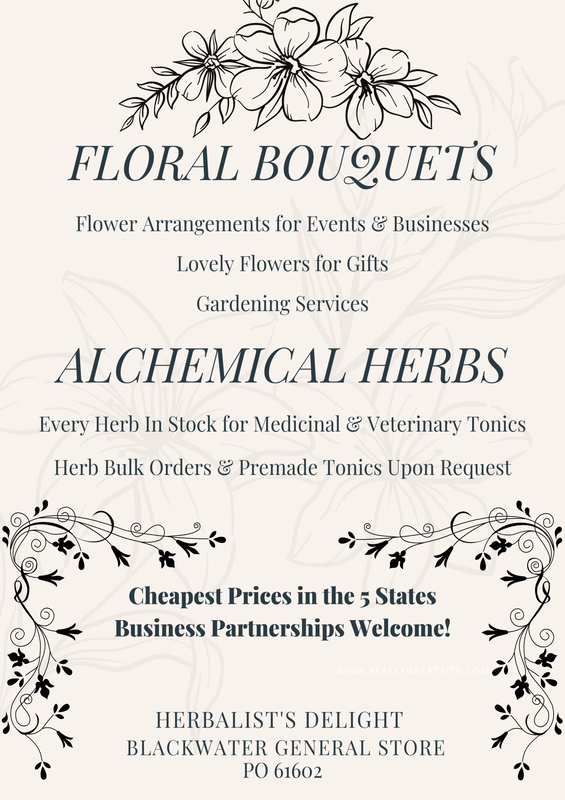 FLORAL BOUQUETS
Flower Arrangements for Events & Businesses
Lovely Flowers for Gifts
Gardening Services
ALCHEMICAL HERBS
Every Herb In Stock for Medicinal & Veterinary Tonics
Herb Bulk Orders & Premade Tonics Upon Request
Cheapest Prices in the 5 States
Business Partnerships Welcome!
WWW.REALLYGREATSITE.COM
HERBALIST'S DELIGHT
BLACKWATER GENERAL STORE
PO 61602